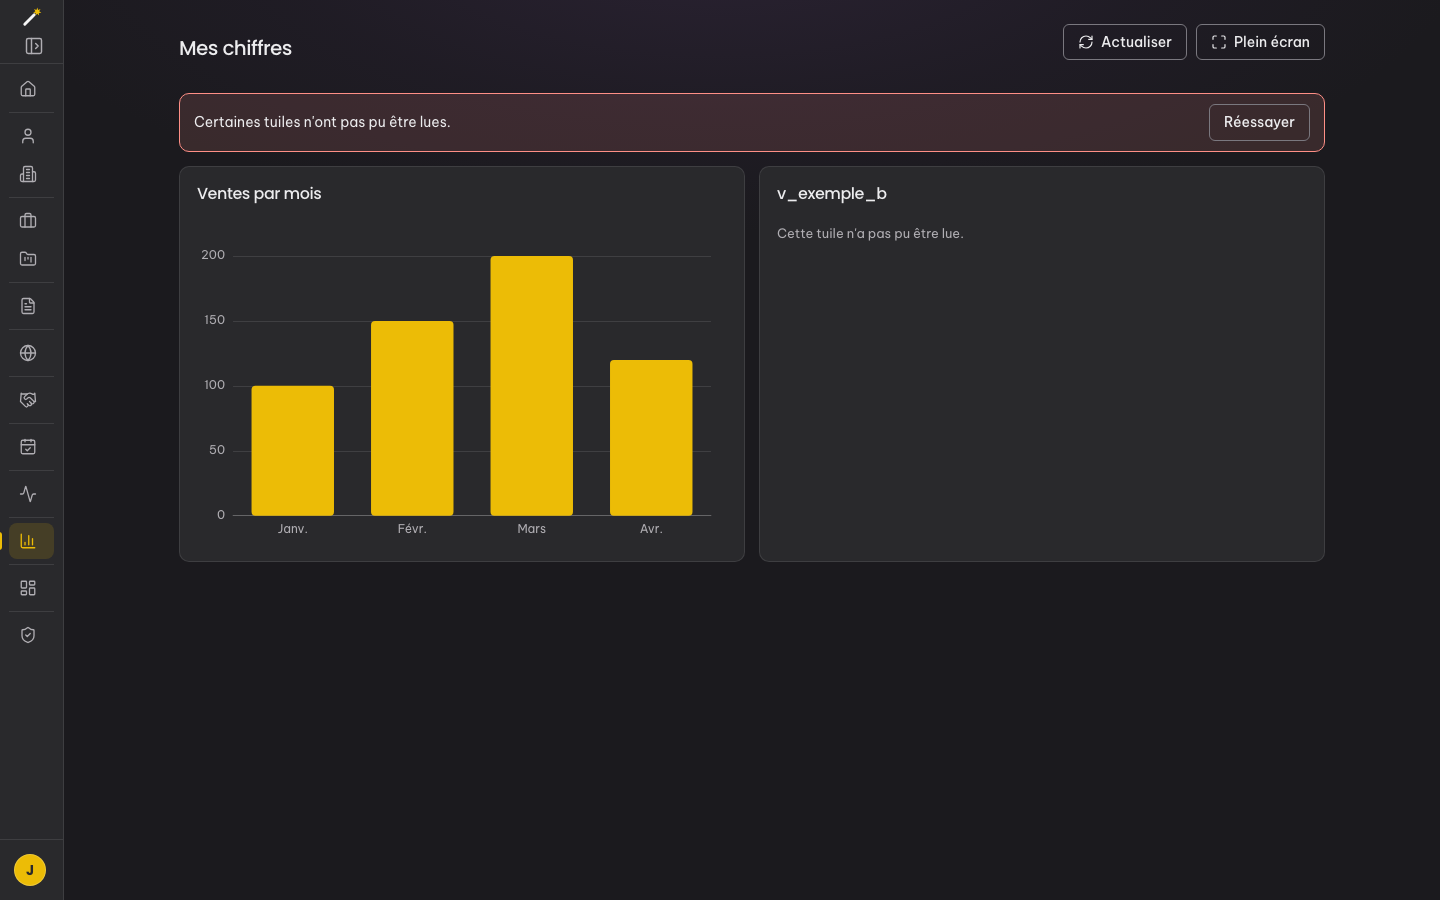 Mes chiffres
Actualiser
Plein écran
Certaines tuiles n'ont pas pu être lues.
Réessayer
Ventes par mois
200
150
100
50
0
Janv.
Févr.
Mars
Avr.
v_exemple_b
Cette tuile n'a pas pu être lue.
J